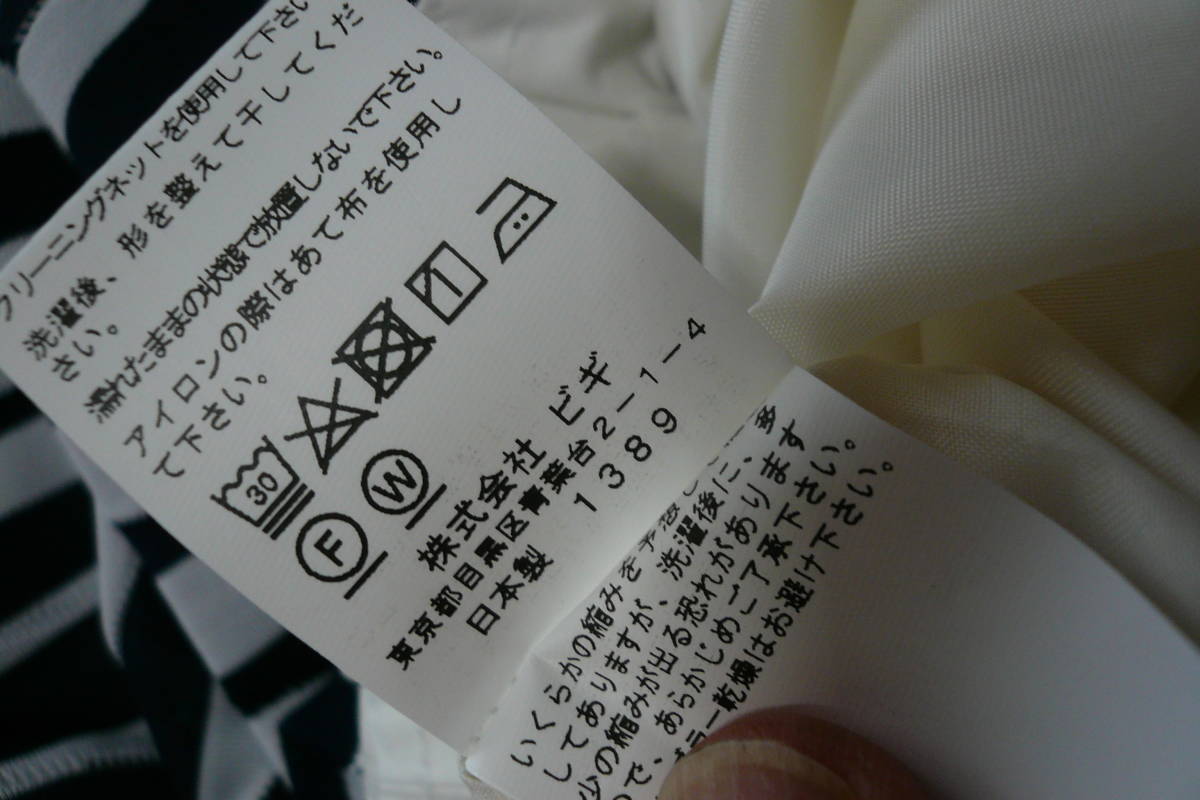 クリーニングネットを使用して下さい
洗濯後、形を整えて干してくだ
さい。
濡れたままの状態で放置しないで下さい。
アイロンの際はあて布を使用し
て下さい。
30
1
F
W
株式会社 ビギ
東京都目黒区青葉台2-1-4
1389
日本製
いくらかの縮みを予想し
してありますが、洗濯後に、多
少の縮みが出る恐れがあります
ので、あらかじめご了承下さい。
ラー乾燥はお避け下さい。